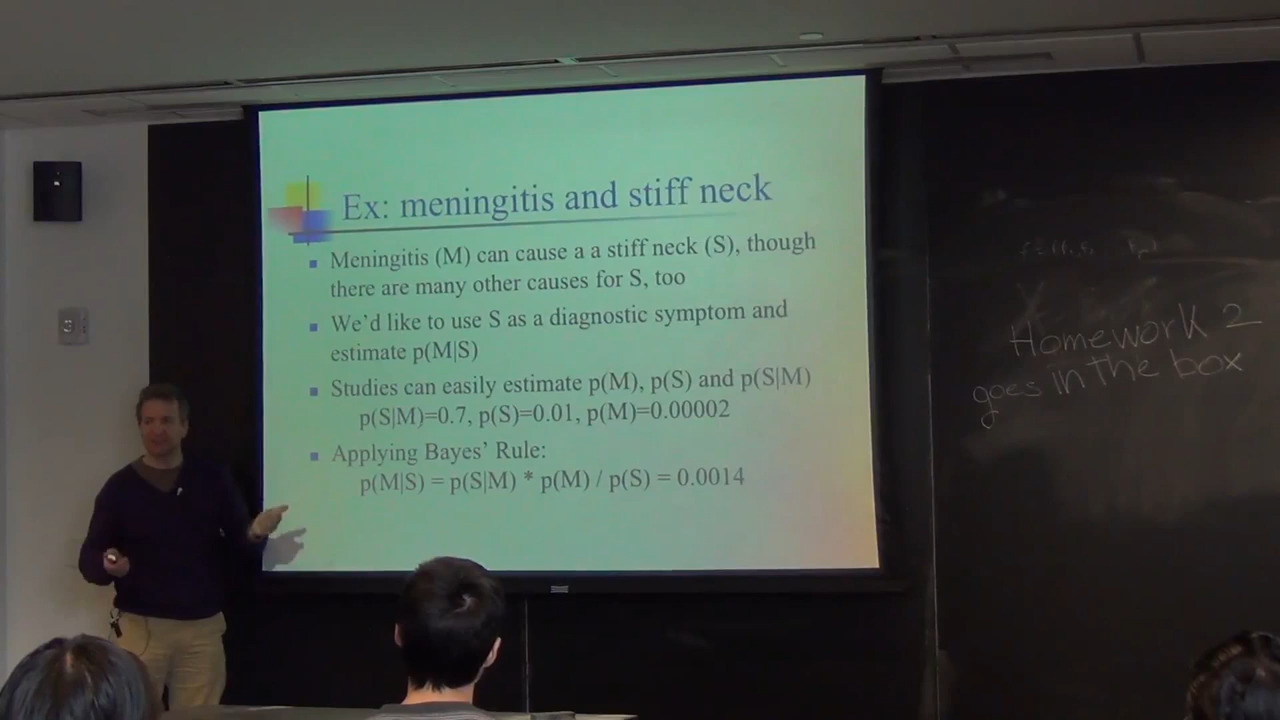 Ex: meningitis and stiff neck
Meningitis (M) can cause a a stiff neck (S), though
there are many other causes for S, too
We'd like to use S as a diagnostic symptom and
estimate p(M|S)
Studies can easily estimate p(M), p(S) and p(S|M)
p(S|M)=0.7, p(S)=0.01, p(M)=0.00002
Applying Bayes' Rule:
p(M|S) = p(S|M) * p(M) / p(S) = 0.0014
Homework 2
goes in the box